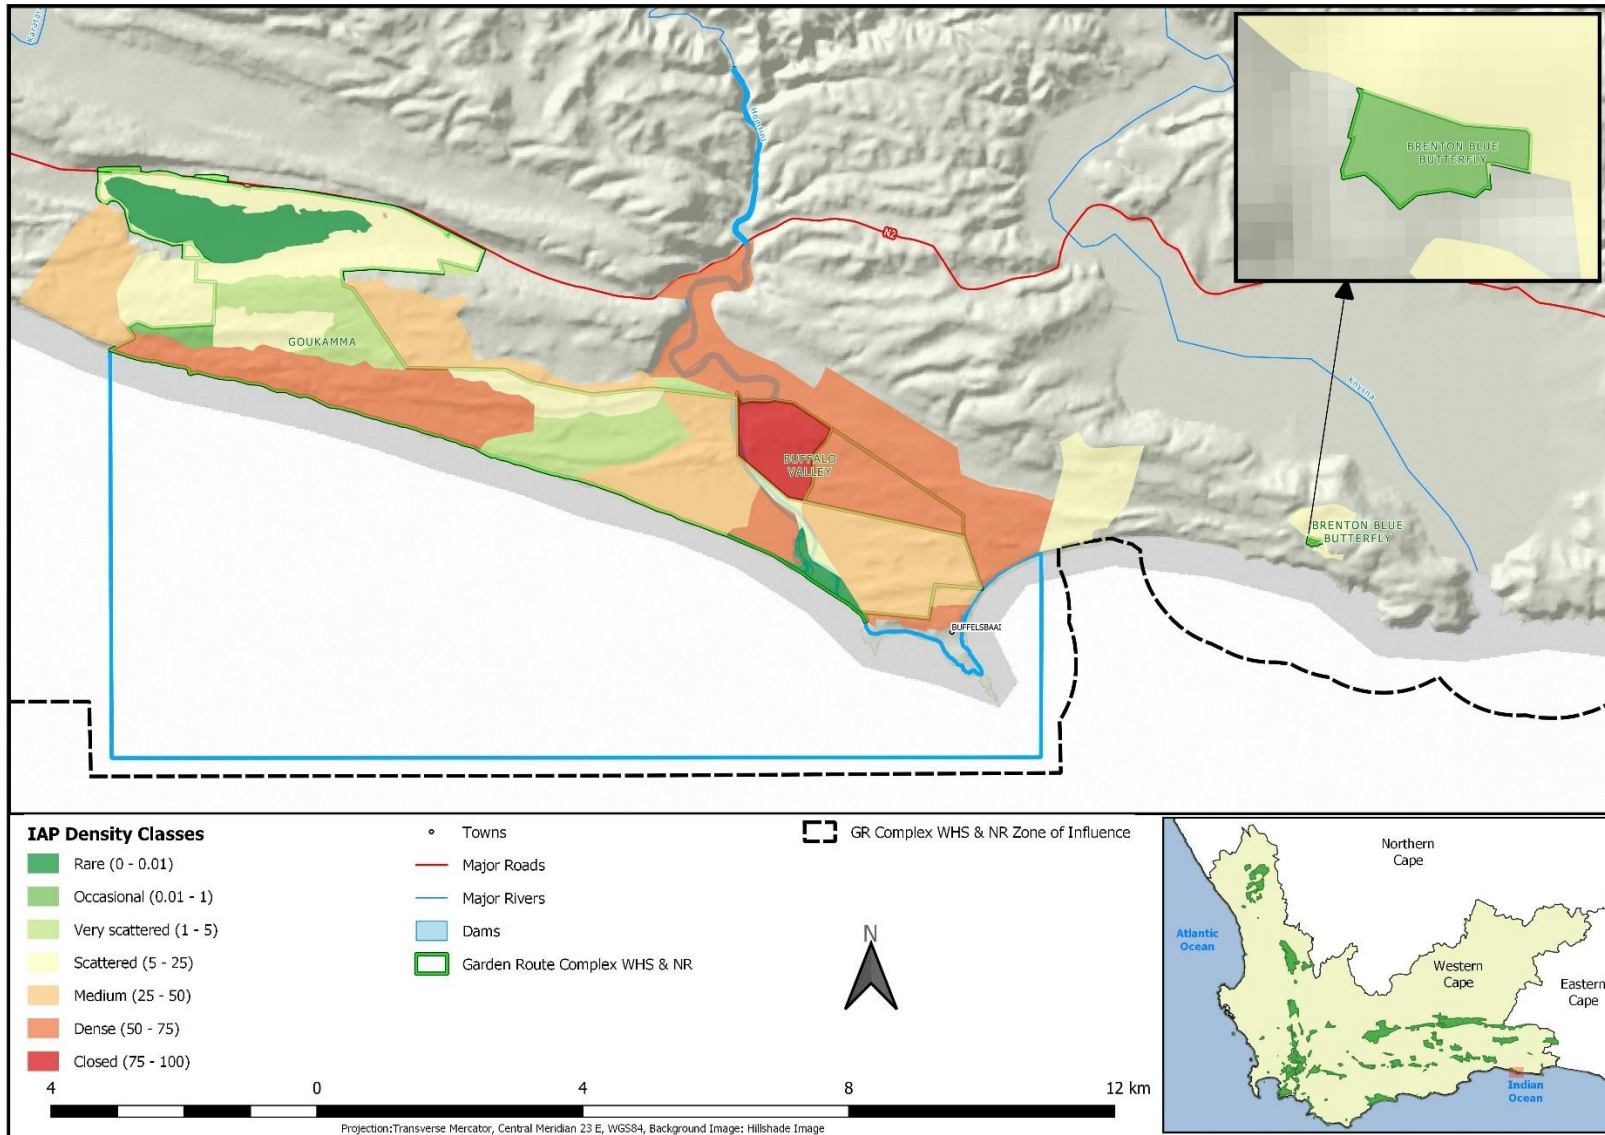 Karatara
Homtini
N2
Knysna
GOUKAMMA
BUFFALO
VALLEY
BRENTON BLUE
BUTTERFLY
BUFFELSBAAI
BRENTON BLUE
BUTTERFLY
IAP Density Classes
Rare (0 - 0.01)
Occasional (0.01 - 1)
Very scattered (1 - 5)
Scattered (5 - 25)
Medium (25 - 50)
Dense (50 - 75)
Closed (75 - 100)
Towns
Major Roads
Major Rivers
Dams
Garden Route Complex WHS & NR
GR Complex WHS & NR Zone of Influence
N
4 0 4 8 12 km
Projection:Transverse Mercator, Central Meridian 23 E, WGS84, Background Image: Hillshade Image
Northern
Cape
Atlantic
Ocean
Western
Cape
Eastern
Cape
Indian
Ocean